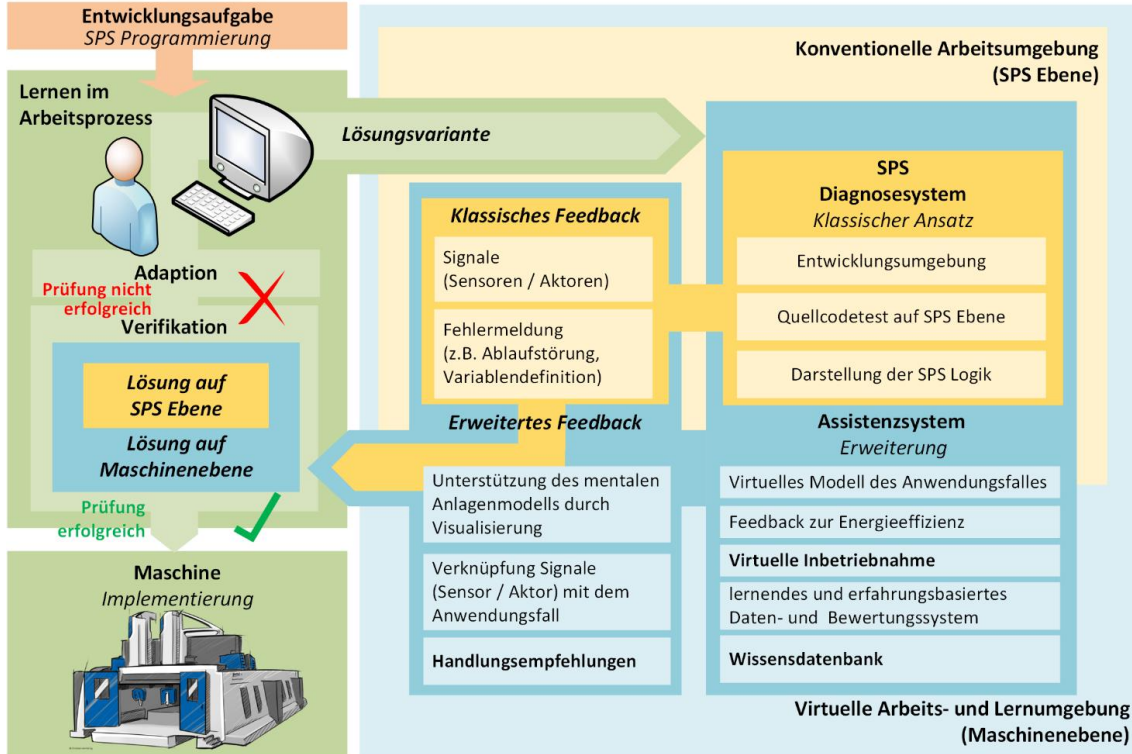 Entwicklungsaufgabe
SPS Programmierung
Lernen im
Arbeitsprozess
Adaption
Prüfung nicht
erfolgreich
Verifikation
Lösung auf
SPS Ebene
Lösung auf
Maschinenebene
Prüfung
erfolgreich
Maschine
Implementierung
Konventionelle Arbeitsumgebung
(SPS Ebene)
Lösungsvariante
Klassisches Feedback
Signale
(Sensoren / Aktoren)
Fehlermeldung
(z.B. Ablaufstörung,
Variablendefinition)
Erweitertes Feedback
Unterstützung des mentalen
Anlagenmodells durch
Visualisierung
Verknüpfung Signale
(Sensor / Aktor) mit dem
Anwendungsfall
Handlungsempfehlungen
SPS
Diagnosesystem
Klassischer Ansatz
Entwicklungsumgebung
Quellcodetest auf SPS Ebene
Darstellung der SPS Logik
Assistenzsystem
Erweiterung
Virtuelles Modell des Anwendungsfalles
Feedback zur Energieeffizienz
Virtuelle Inbetriebnahme
lernendes und erfahrungsbasiertes
Daten- und Bewertungssystem
Wissensdatenbank
Virtuelle Arbeits- und Lernumgebung
(Maschinenebene)